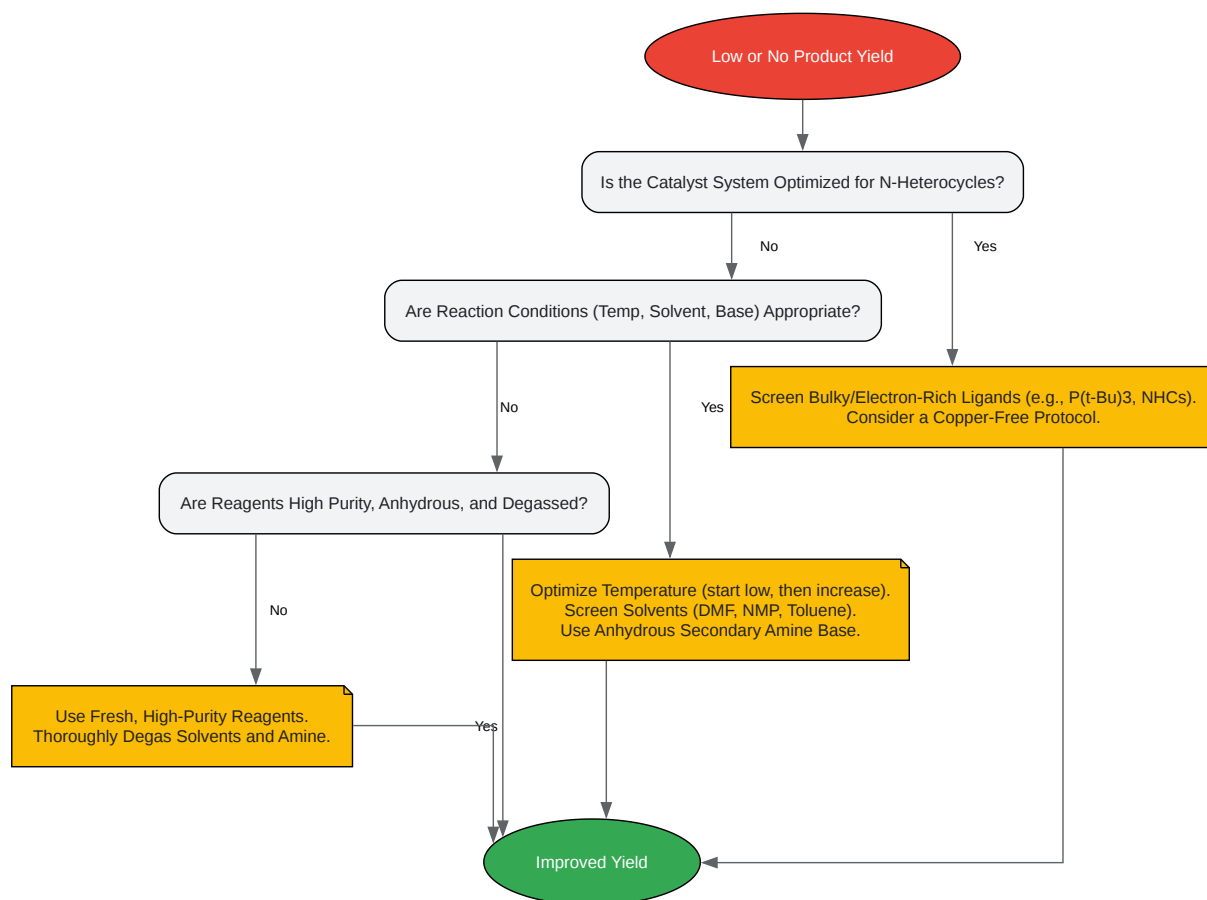 Low or No Product Yield
Is the Catalyst System Optimized for N-Heterocycles?
No
Yes
Are Reaction Conditions (Temp, Solvent, Base) Appropriate?
Screen Bulky/Electron-Rich Ligands (e.g., P(t-Bu)3, NHCs).
Consider a Copper-Free Protocol.
No
Yes
Are Reagents High Purity, Anhydrous, and Degassed?
Optimize Temperature (start low, then increase).
Screen Solvents (DMF, NMP, Toluene).
Use Anhydrous Secondary Amine Base.
No
Use Fresh, High-Purity Reagents.
Thoroughly Degas Solvents and Amine.
Yes
Improved Yield